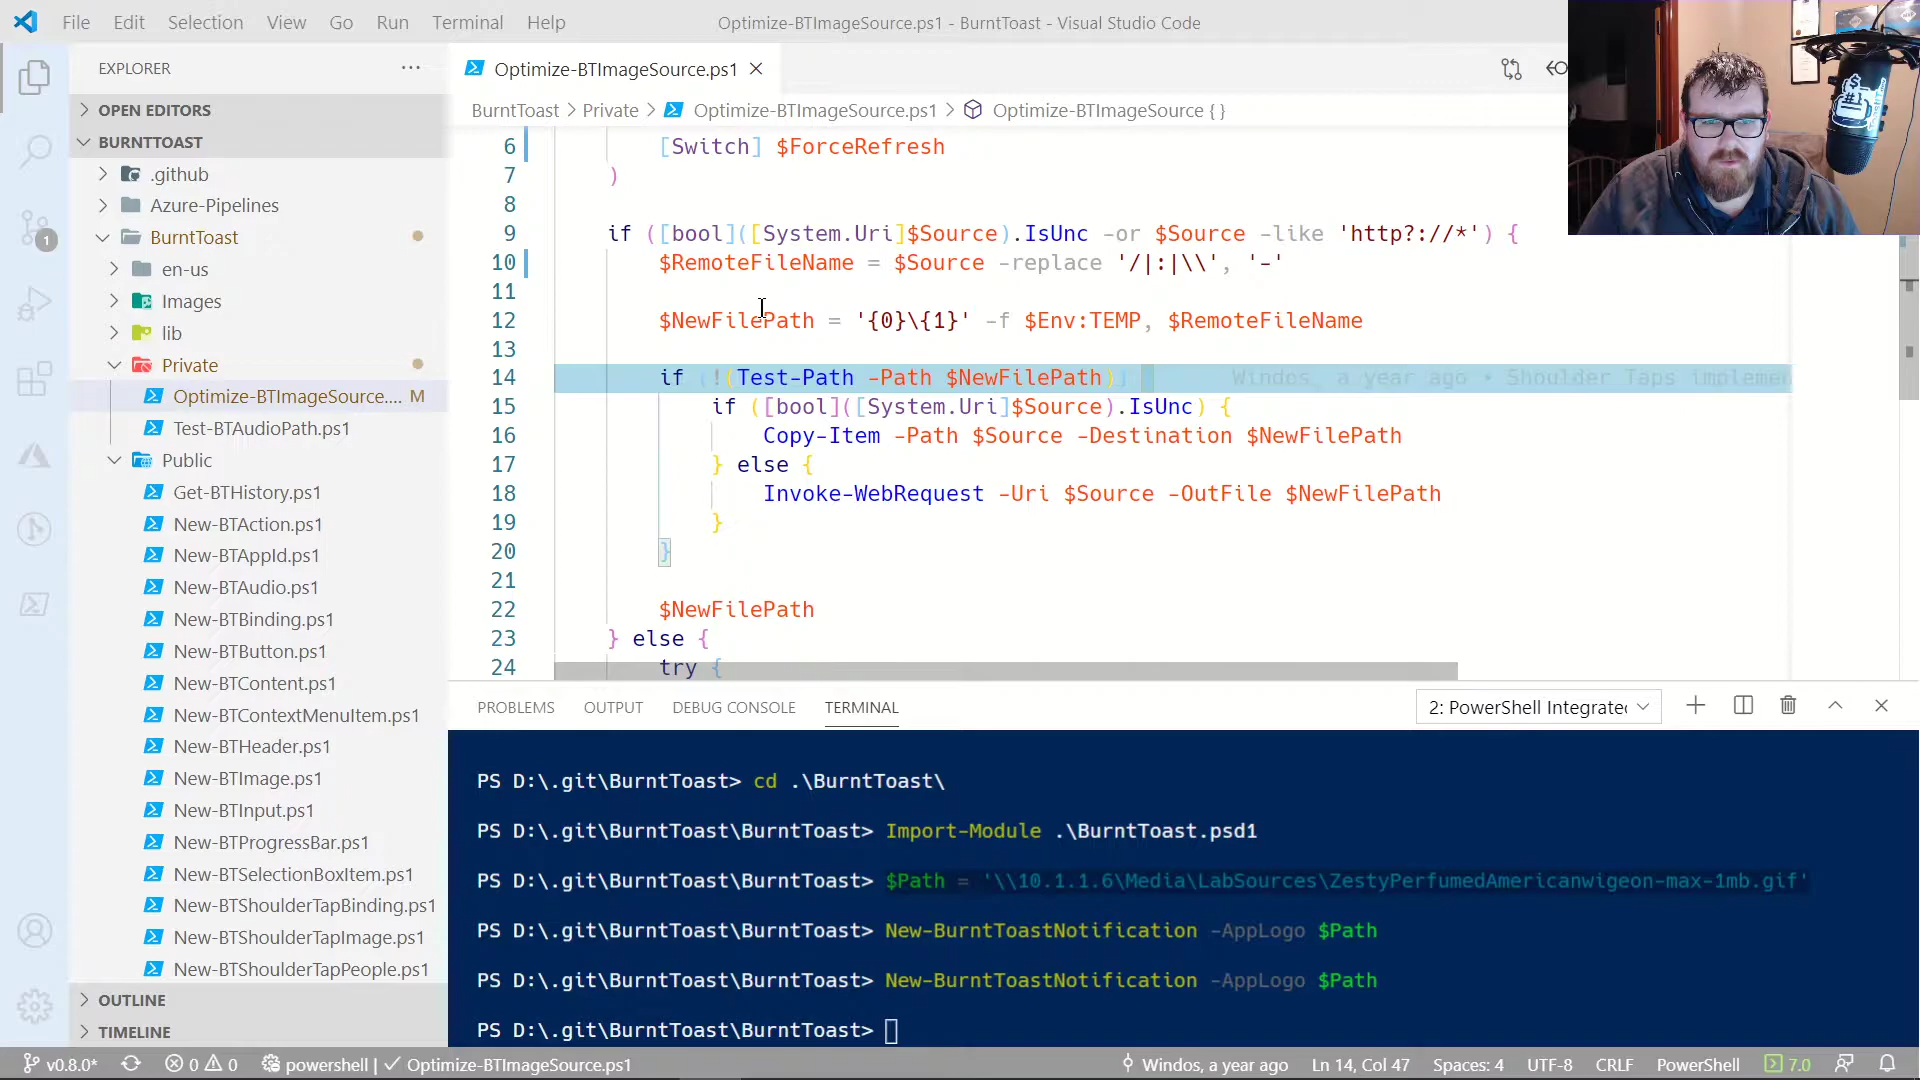 File Edit Selection View Go Run Terminal Help
Optimize-BTImageSource.ps1 - BurntToast - Visual Studio Code
EXPLORER
OPEN EDITORS
BURNTTOAST
.github
Azure-Pipelines
BurntToast
en-us
Images
lib
Private
Optimize-BTImageSource.... M
Test-BTAudioPath.ps1
Public
Get-BTHistory.ps1
New-BTAction.ps1
New-BTAppId.ps1
New-BTAudio.ps1
New-BTBinding.ps1
New-BTButton.ps1
New-BTContent.ps1
New-BTContextMenuItem.ps1
New-BTHeader.ps1
New-BTImage.ps1
New-BTInput.ps1
New-BTProgressBar.ps1
New-BTSelectionBoxItem.ps1
New-BTShoulderTapBinding.ps1
New-BTShoulderTapImage.ps1
New-BTShoulderTapPeople.ps1
OUTLINE
TIMELINE
1
Optimize-BTImageSource.ps1
BurntToast > Private > Optimize-BTImageSource.ps1 > Optimize-BTImageSource { }
6 [Switch] $ForceRefresh
7 )
8
9 if ([bool]([System.Uri]$Source).IsUnc -or $Source -like 'http?://*') {
10 $RemoteFileName = $Source -replace '/|:|\\', '-'
11
12 $NewFilePath = '{0}\{1}' -f $Env:TEMP, $RemoteFileName
13
14 if (!(Test-Path -Path $NewFilePath)) Windos, a year ago • Shoulder Taps implemen
15 if ([bool]([System.Uri]$Source).IsUnc) {
16 Copy-Item -Path $Source -Destination $NewFilePath
17 } else {
18 Invoke-WebRequest -Uri $Source -OutFile $NewFilePath
19 }
20 }
21
22 $NewFilePath
23 } else {
24 try {
PROBLEMS OUTPUT DEBUG CONSOLE TERMINAL
2: PowerShell Integrate
PS D:\.git\BurntToast> cd .\BurntToast\
PS D:\.git\BurntToast\BurntToast> Import-Module .\BurntToast.psd1
PS D:\.git\BurntToast\BurntToast> $Path = '\\10.1.1.6\Media\LabSources\ZestyPerfumedAmericanwigeon-max-1mb.gif'
PS D:\.git\BurntToast\BurntToast> New-BurntToastNotification -AppLogo $Path
PS D:\.git\BurntToast\BurntToast> New-BurntToastNotification -AppLogo $Path
PS D:\.git\BurntToast\BurntToast>
v0.8.0* 0 0 powershell | Optimize-BTImageSource.ps1
Windos, a year ago Ln 14, Col 47 Spaces: 4 UTF-8 CRLF PowerShell 7.0
#1